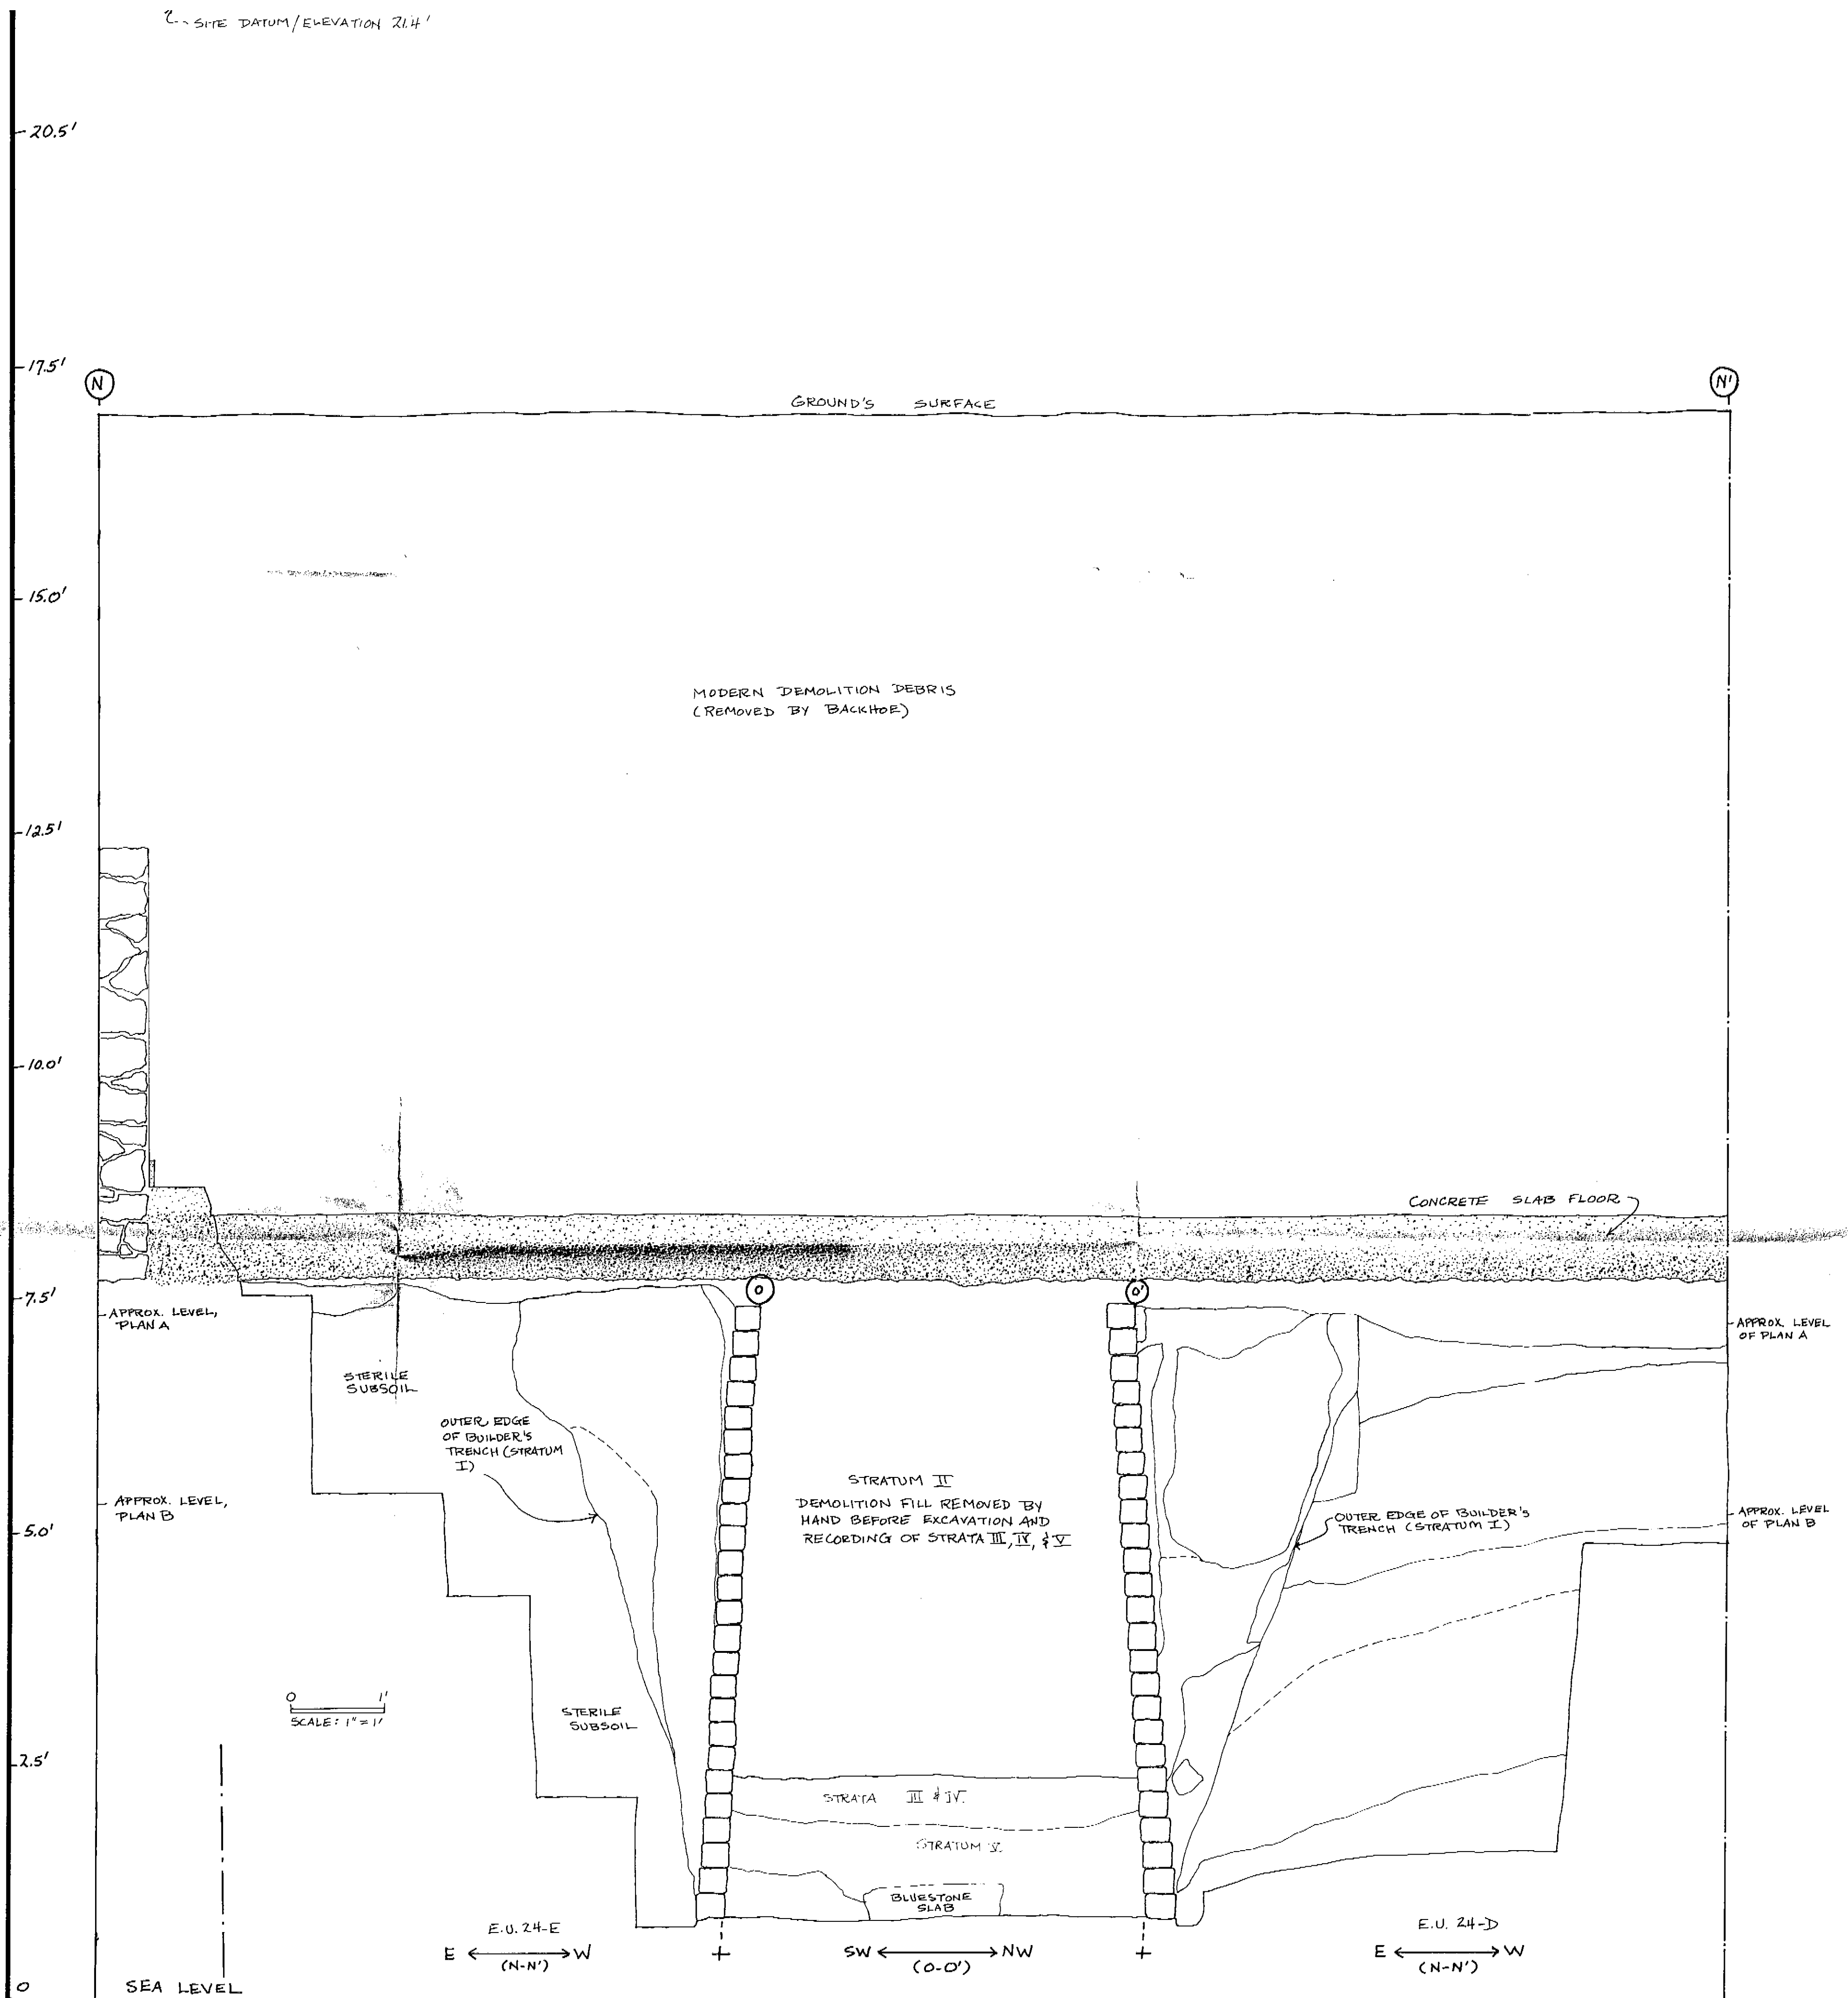 SITE DATUM/ELEVATION 21.4'
20.5'
17.5'
N
N'
GROUND'S SURFACE
15.0'
MODERN DEMOLITION DEBRIS
(REMOVED BY BACKHOE)
12.5'
10.0'
CONCRETE SLAB FLOOR
7.5'
O
O'
APPROX. LEVEL,
PLAN A
APPROX. LEVEL
OF PLAN A
STERILE
SUBSOIL
OUTER EDGE
OF BUILDER'S
TRENCH (STRATUM
I)
STRATUM II
DEMOLITION FILL REMOVED BY
HAND BEFORE EXCAVATION AND
RECORDING OF STRATA III, IV, & V
APPROX. LEVEL,
PLAN B
OUTER EDGE OF BUILDER'S
TRENCH (STRATUM I)
APPROX. LEVEL
OF PLAN B
5.0'
0 1'
SCALE: 1" = 1'
STERILE
SUBSOIL
2.5'
STRATA III & IV.
STRATUM V
BLUESTONE
SLAB
E.U. 24-E
E W
(N-N')
SW NW
(O-O')
E.U. 24-D
E W
(N-N')
0
SEA LEVEL